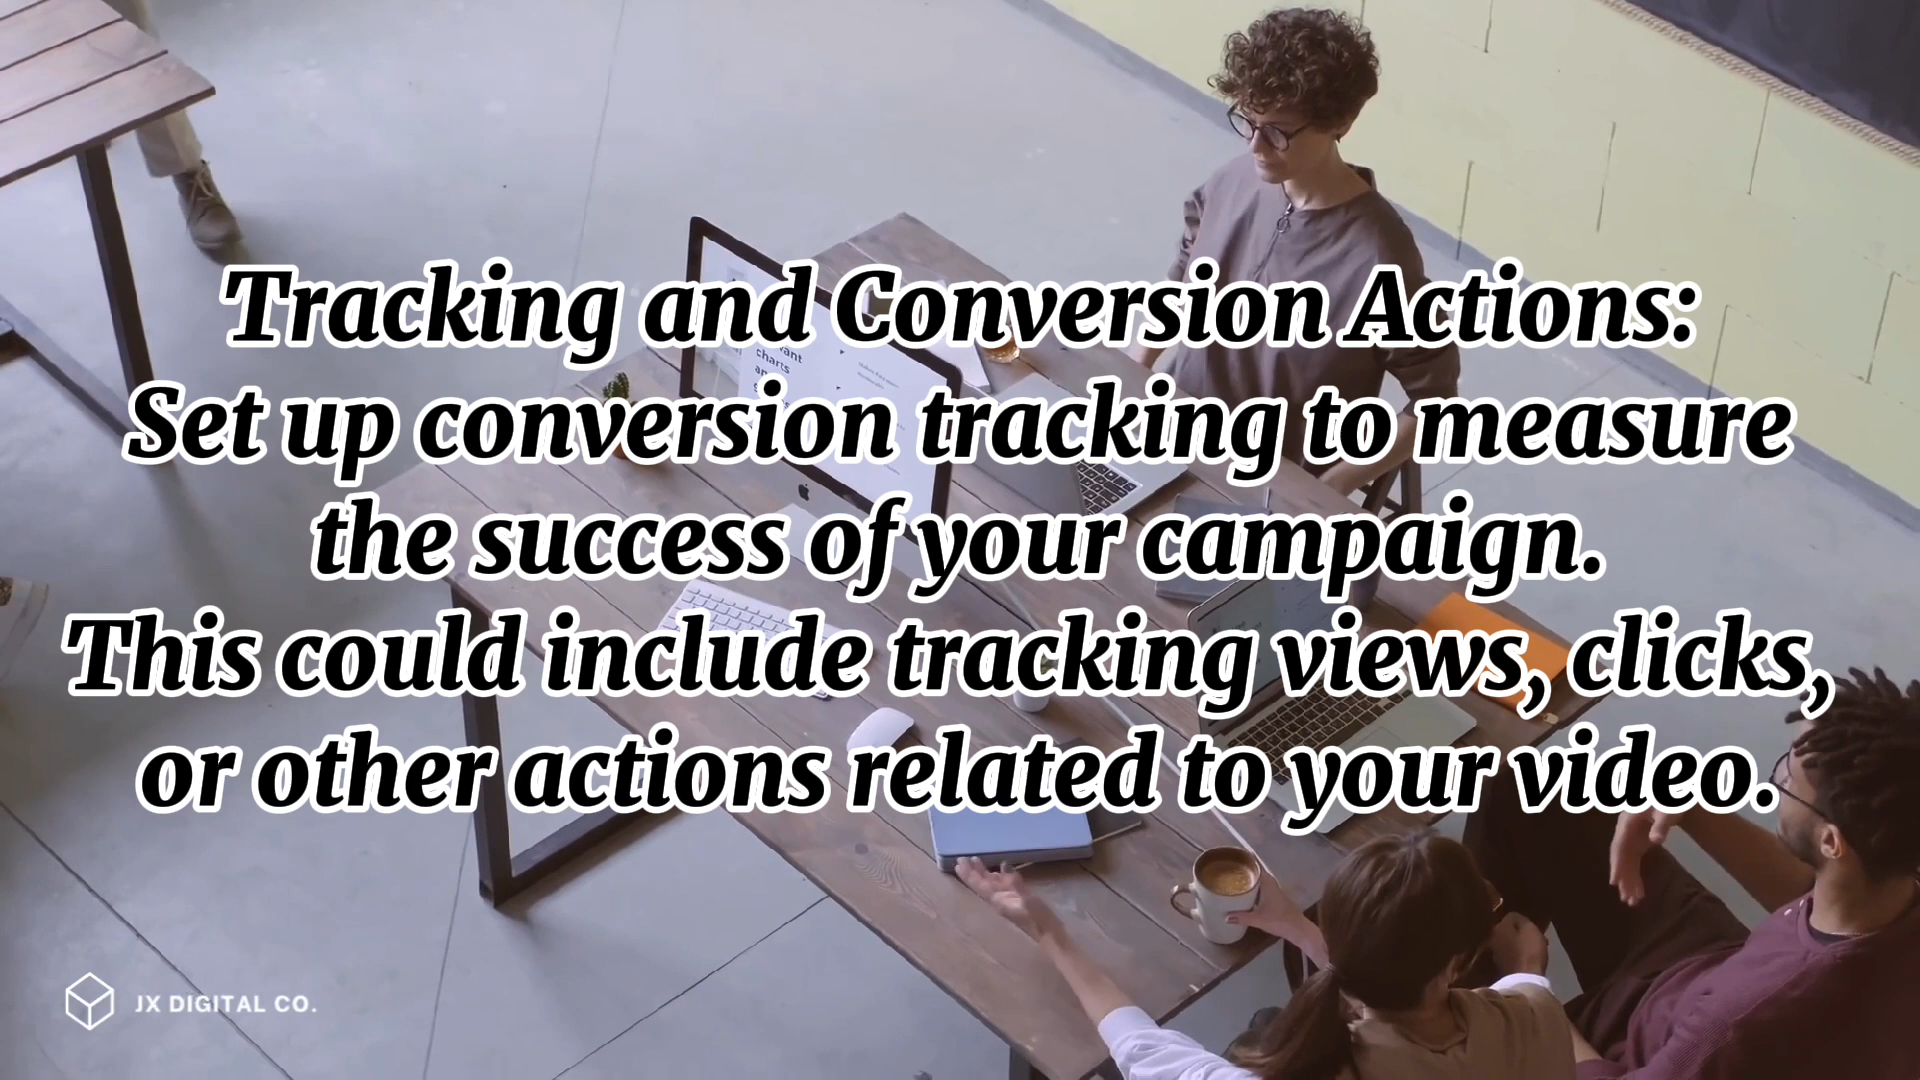 Tracking and Conversion Actions:
Set up conversion tracking to measure
the success of your campaign.
This could include tracking views, clicks,
or other actions related to your video.
charts
JX DIGITAL CO.